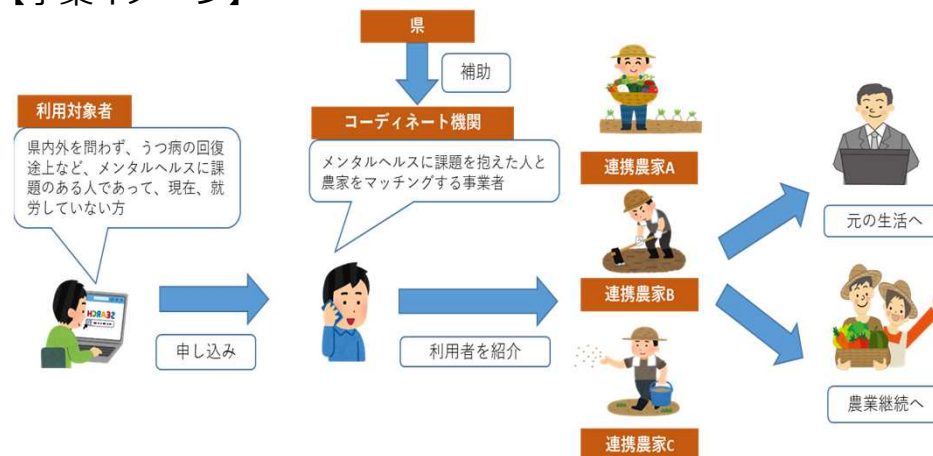 【事業イメージ】
県
補助
利用対象者
県内外を問わず、うつ病の回復
途上など、メンタルヘルスに課
題のある人であって、現在、就
労していない方
コーディネート機関
メンタルヘルスに課題を抱えた人と
農家をマッチングする事業者
SEARCH
申し込み
利用者を紹介
連携農家A
連携農家B
連携農家C
元の生活へ
農業継続へ